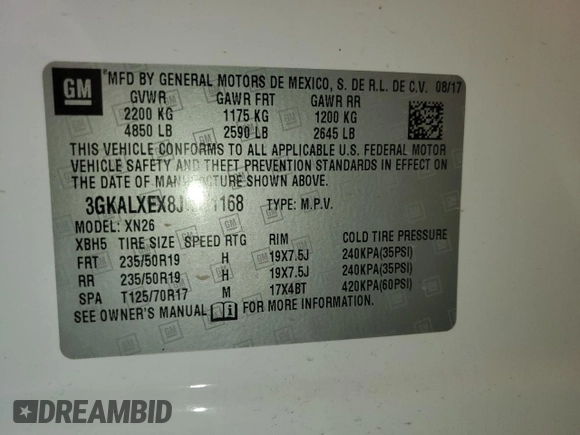 GM
MFD BY GENERAL MOTORS DE MEXICO, S. DE R.L. DE C.V. 08/17
GVWR GAWR FRT GAWR RR
2200 KG 1175 KG 1200 KG
4850 LB 2590 LB 2645 LB
THIS VEHICLE CONFORMS TO ALL APPLICABLE U.S. FEDERAL MOTOR
VEHICLE SAFETY AND THEFT PREVENTION STANDARDS IN EFFECT ON
THE DATE OF MANUFACTURE SHOWN ABOVE.
3GKALXEX8J 1168 TYPE: M.P.V.
MODEL: XN26
XBH5 TIRE SIZE SPEED RTG RIM COLD TIRE PRESSURE
FRT 235/50R19 H 19X7.5J 240KPA(35PSI)
RR 235/50R19 H 19X7.5J 240KPA(35PSI)
SPA T125/70R17 M 17X4BT 420KPA(60PSI)
SEE OWNER'S MANUAL FOR MORE INFORMATION.
DREAMBID